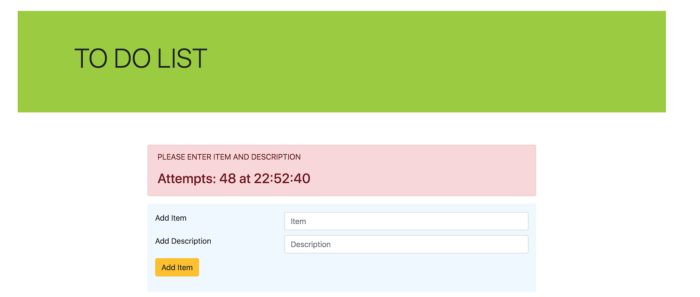 TO DO LIST
PLEASE ENTER ITEM AND DESCRIPTION
Attempts: 48 at 22:52:40
Add Item
Item
Add Description
Description
Add Item